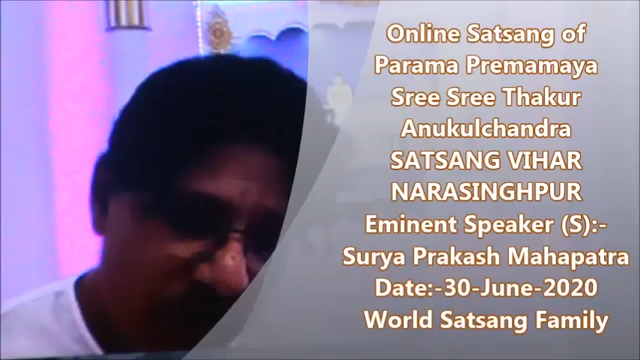 Online Satsang of
Parama Premamaya
Sree Sree Thakur
Anukulchandra
SATSANG VIHAR
NARASINGHPUR
Eminent Speaker (S):-
Surya Prakash Mahapatra
Date:-30-June-2020
World Satsang Family